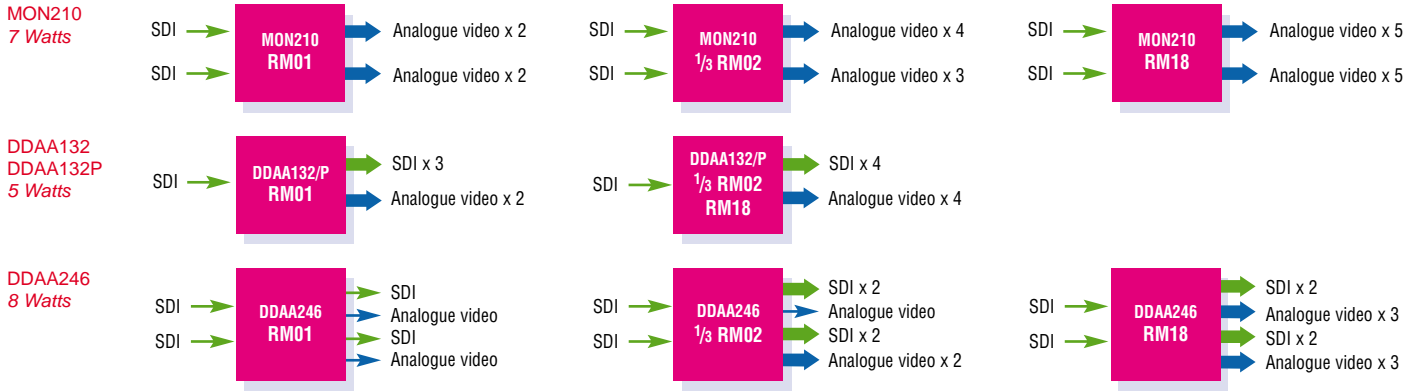 MON210
7 Watts
SDI
SDI
MON210
RM01
Analogue video x 2
Analogue video x 2
SDI
SDI
MON210
1/3 RM02
Analogue video x 4
Analogue video x 3
SDI
SDI
MON210
RM18
Analogue video x 5
Analogue video x 5
DDAA132
DDAA132P
5 Watts
SDI
DDAA132/P
RM01
SDI x 3
Analogue video x 2
SDI
DDAA132/P
1/3 RM02
RM18
SDI x 4
Analogue video x 4
DDAA246
8 Watts
SDI
SDI
DDAA246
RM01
SDI
Analogue video
SDI
Analogue video
SDI
SDI
DDAA246
1/3 RM02
SDI x 2
Analogue video
SDI x 2
Analogue video x 2
SDI
SDI
DDAA246
RM18
SDI x 2
Analogue video x 3
SDI x 2
Analogue video x 3